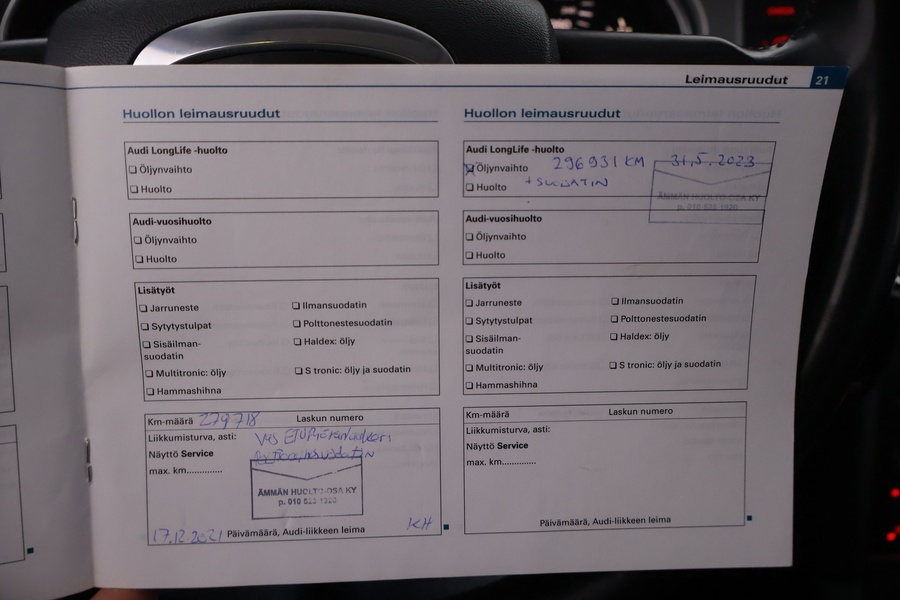 Leimausruudut 21
Huollon leimausruudut
Audi LongLife -huolto
Öljynvaihto
Huolto
Audi-vuosihuolto
Öljynvaihto
Huolto
Lisätyöt
Jarruneste
Ilmansuodatin
Sytytystulpat
Polttonestesuodatin
Sisäilman-
suodatin
Haldex: öljy
Multitronic: öljy
S tronic: öljy ja suodatin
Hammashihna
Km-määrä 279718 Laskun numero
Liikkumisturva, asti:
Näyttö Service
max. km..............
ÄMMÄN HUOLTO-OSA KY
p. 010
17.12.2021 Päivämäärä, Audi-liikkeen leima KH
Huollon leimausruudut
Audi LongLife -huolto
Öljynvaihto 296931 KM 31,5.2023
Huolto + SUODATIN
ÄMMÄN HUOLTO-OSA KY
p. 010
Audi-vuosihuolto
Öljynvaihto
Huolto
Lisätyöt
Jarruneste
Ilmansuodatin
Sytytystulpat
Polttonestesuodatin
Sisäilman-
suodatin
Haldex: öljy
Multitronic: öljy
S tronic: öljy ja suodatin
Hammashihna
Km-määrä Laskun numero
Liikkumisturva, asti:
Näyttö Service
max. km..............
Päivämäärä, Audi-liikkeen leima